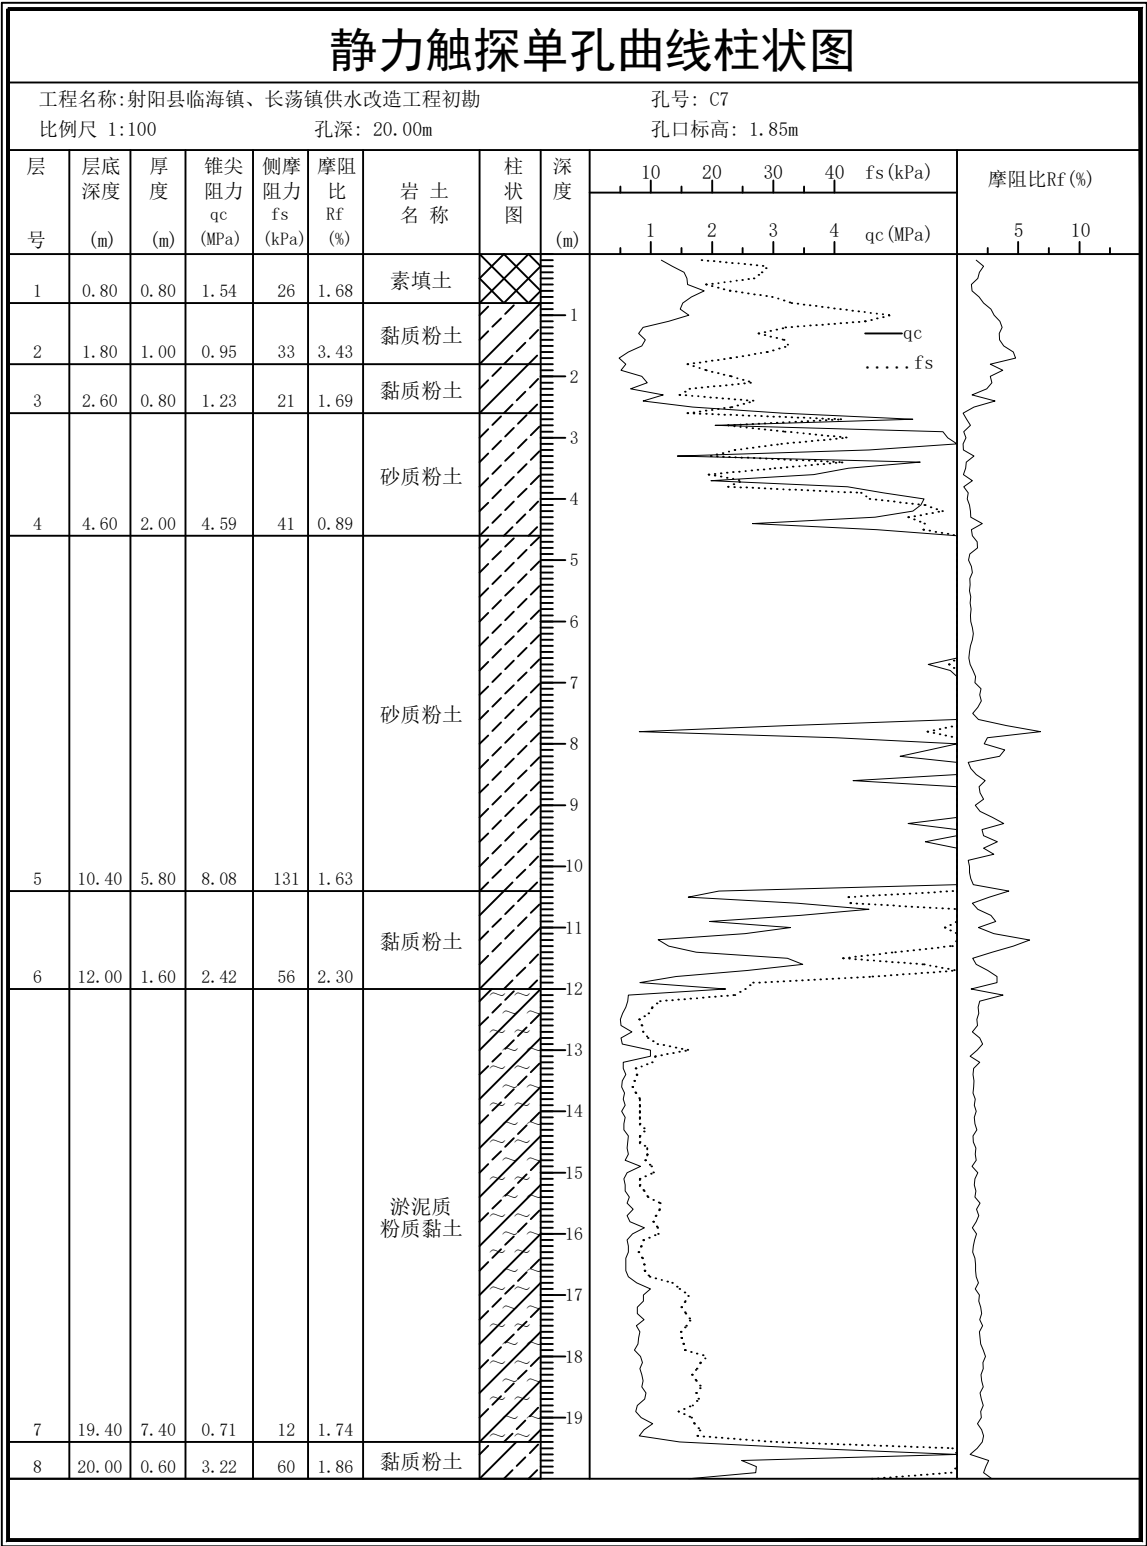 静力触探单孔曲线柱状图
工程名称:射阳县临海镇、长荡镇供水改造工程初勘 孔号: C7
比例尺 1:100 孔深: 20.00m 孔口标高: 1.85m
层号 层底深度(m) 厚度(m) 锥尖阻力qc(MPa) 侧摩阻力fs(kPa) 摩阻比Rf(%) 岩土名称 柱状图 深度(m)
10 20 30 40 fs(kPa)
1 2 3 4 qc(MPa)
摩阻比Rf(%)
5 10
qc
.....fs
1 0.80 0.80 1.54 26 1.68 素填土
2 1.80 1.00 0.95 33 3.43 黏质粉土
3 2.60 0.80 1.23 21 1.69 黏质粉土
4 4.60 2.00 4.59 41 0.89 砂质粉土
5 10.40 5.80 8.08 131 1.63 砂质粉土
6 12.00 1.60 2.42 56 2.30 黏质粉土
7 19.40 7.40 0.71 12 1.74 淤泥质粉质黏土
8 20.00 0.60 3.22 60 1.86 黏质粉土
1
2
3
4
5
6
7
8
9
10
11
12
13
14
15
16
17
18
19